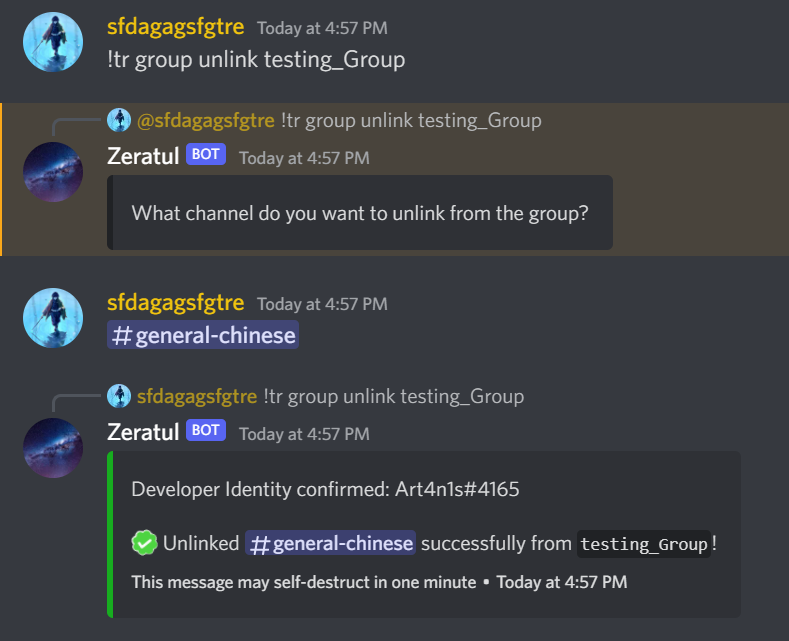 sfdagagsfgtre Today at 4:57 PM
!tr group unlink testing_Group
@sfdagagsfgtre !tr group unlink testing_Group
Zeratul BOT Today at 4:57 PM
What channel do you want to unlink from the group?
sfdagagsfgtre Today at 4:57 PM
#general-chinese
sfdagagsfgtre !tr group unlink testing_Group
Zeratul BOT Today at 4:57 PM
Developer Identity confirmed: Art4n1s#4165
Unlinked #general-chinese successfully from testing_Group!
This message may self-destruct in one minute • Today at 4:57 PM